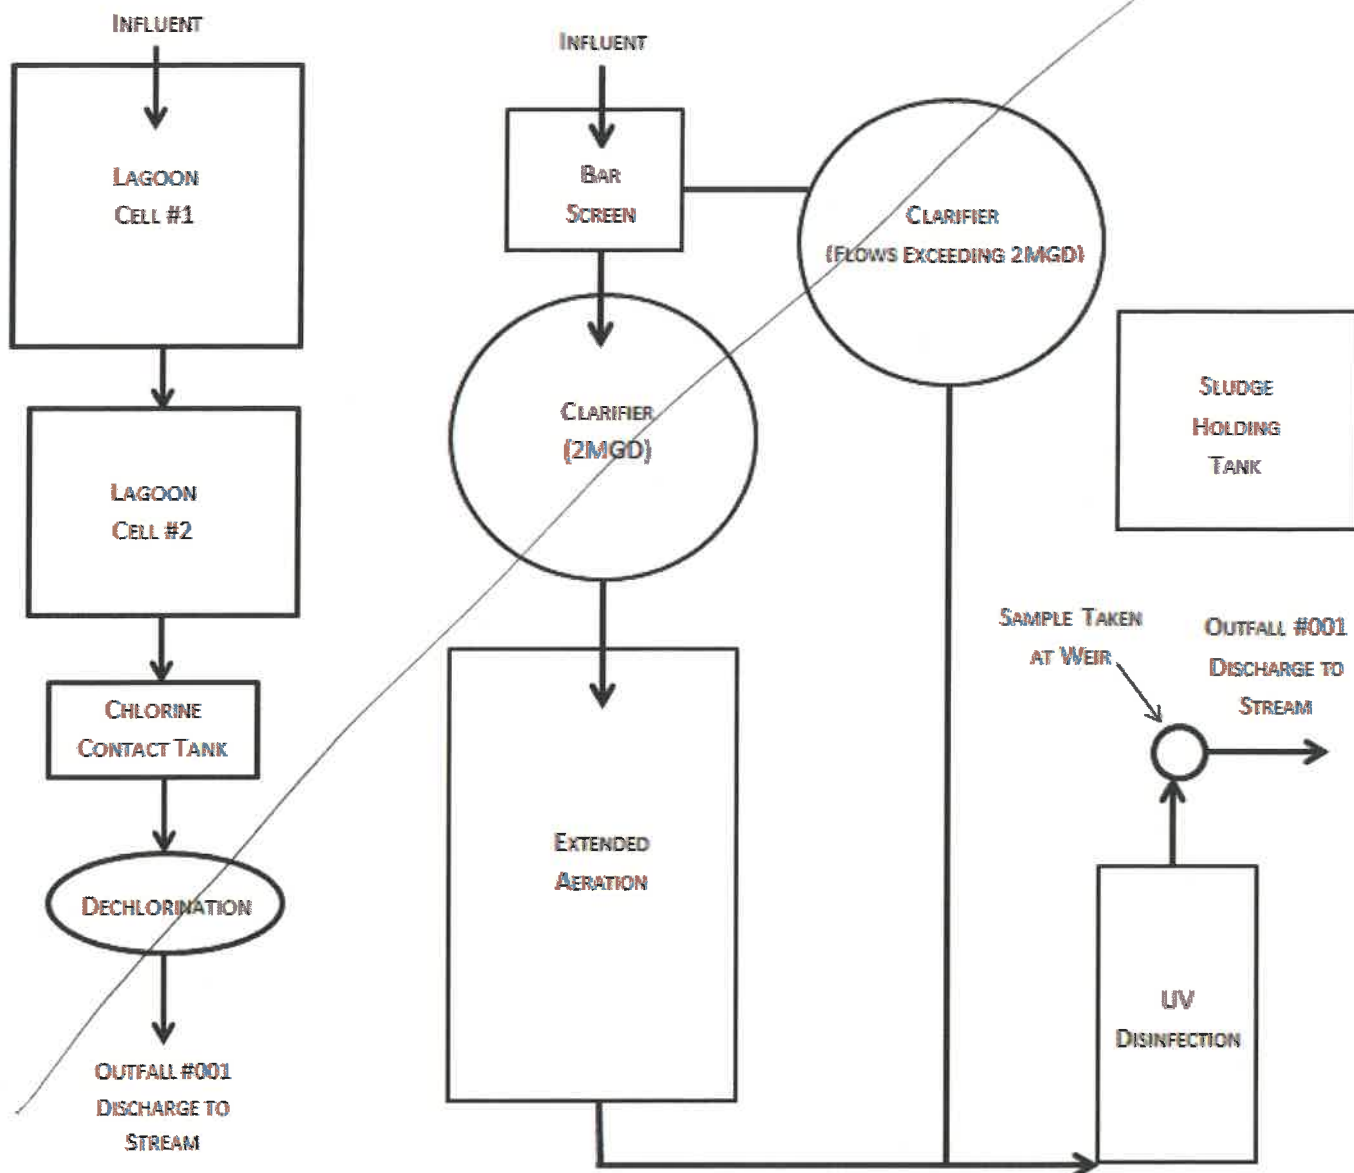 INFLUENT
LAGOON
CELL #1
LAGOON
CELL #2
CHLORINE
CONTACT TANK
DECHLORINATION
OUTFALL #001
DISCHARGE TO
STREAM
INFLUENT
BAR
SCREEN
CLARIFIER
(FLOWS EXCEEDING 2MGD)
CLARIFIER
(2MGD)
EXTENDED
AERATION
SLUDGE
HOLDING
TANK
SAMPLE TAKEN
AT WEIR
OUTFALL #001
DISCHARGE TO
STREAM
UV
DISINFECTION